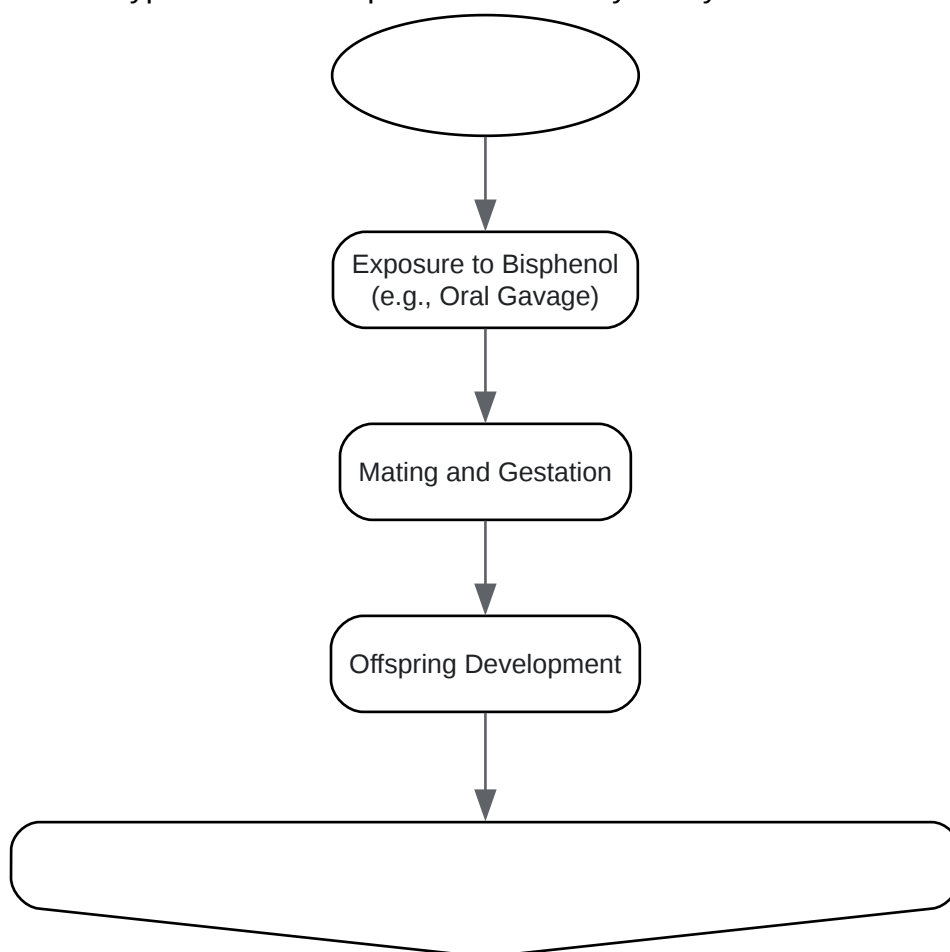 Exposure to Bisphenol
(e.g., Oral Gavage)
Mating and Gestation
Offspring Development